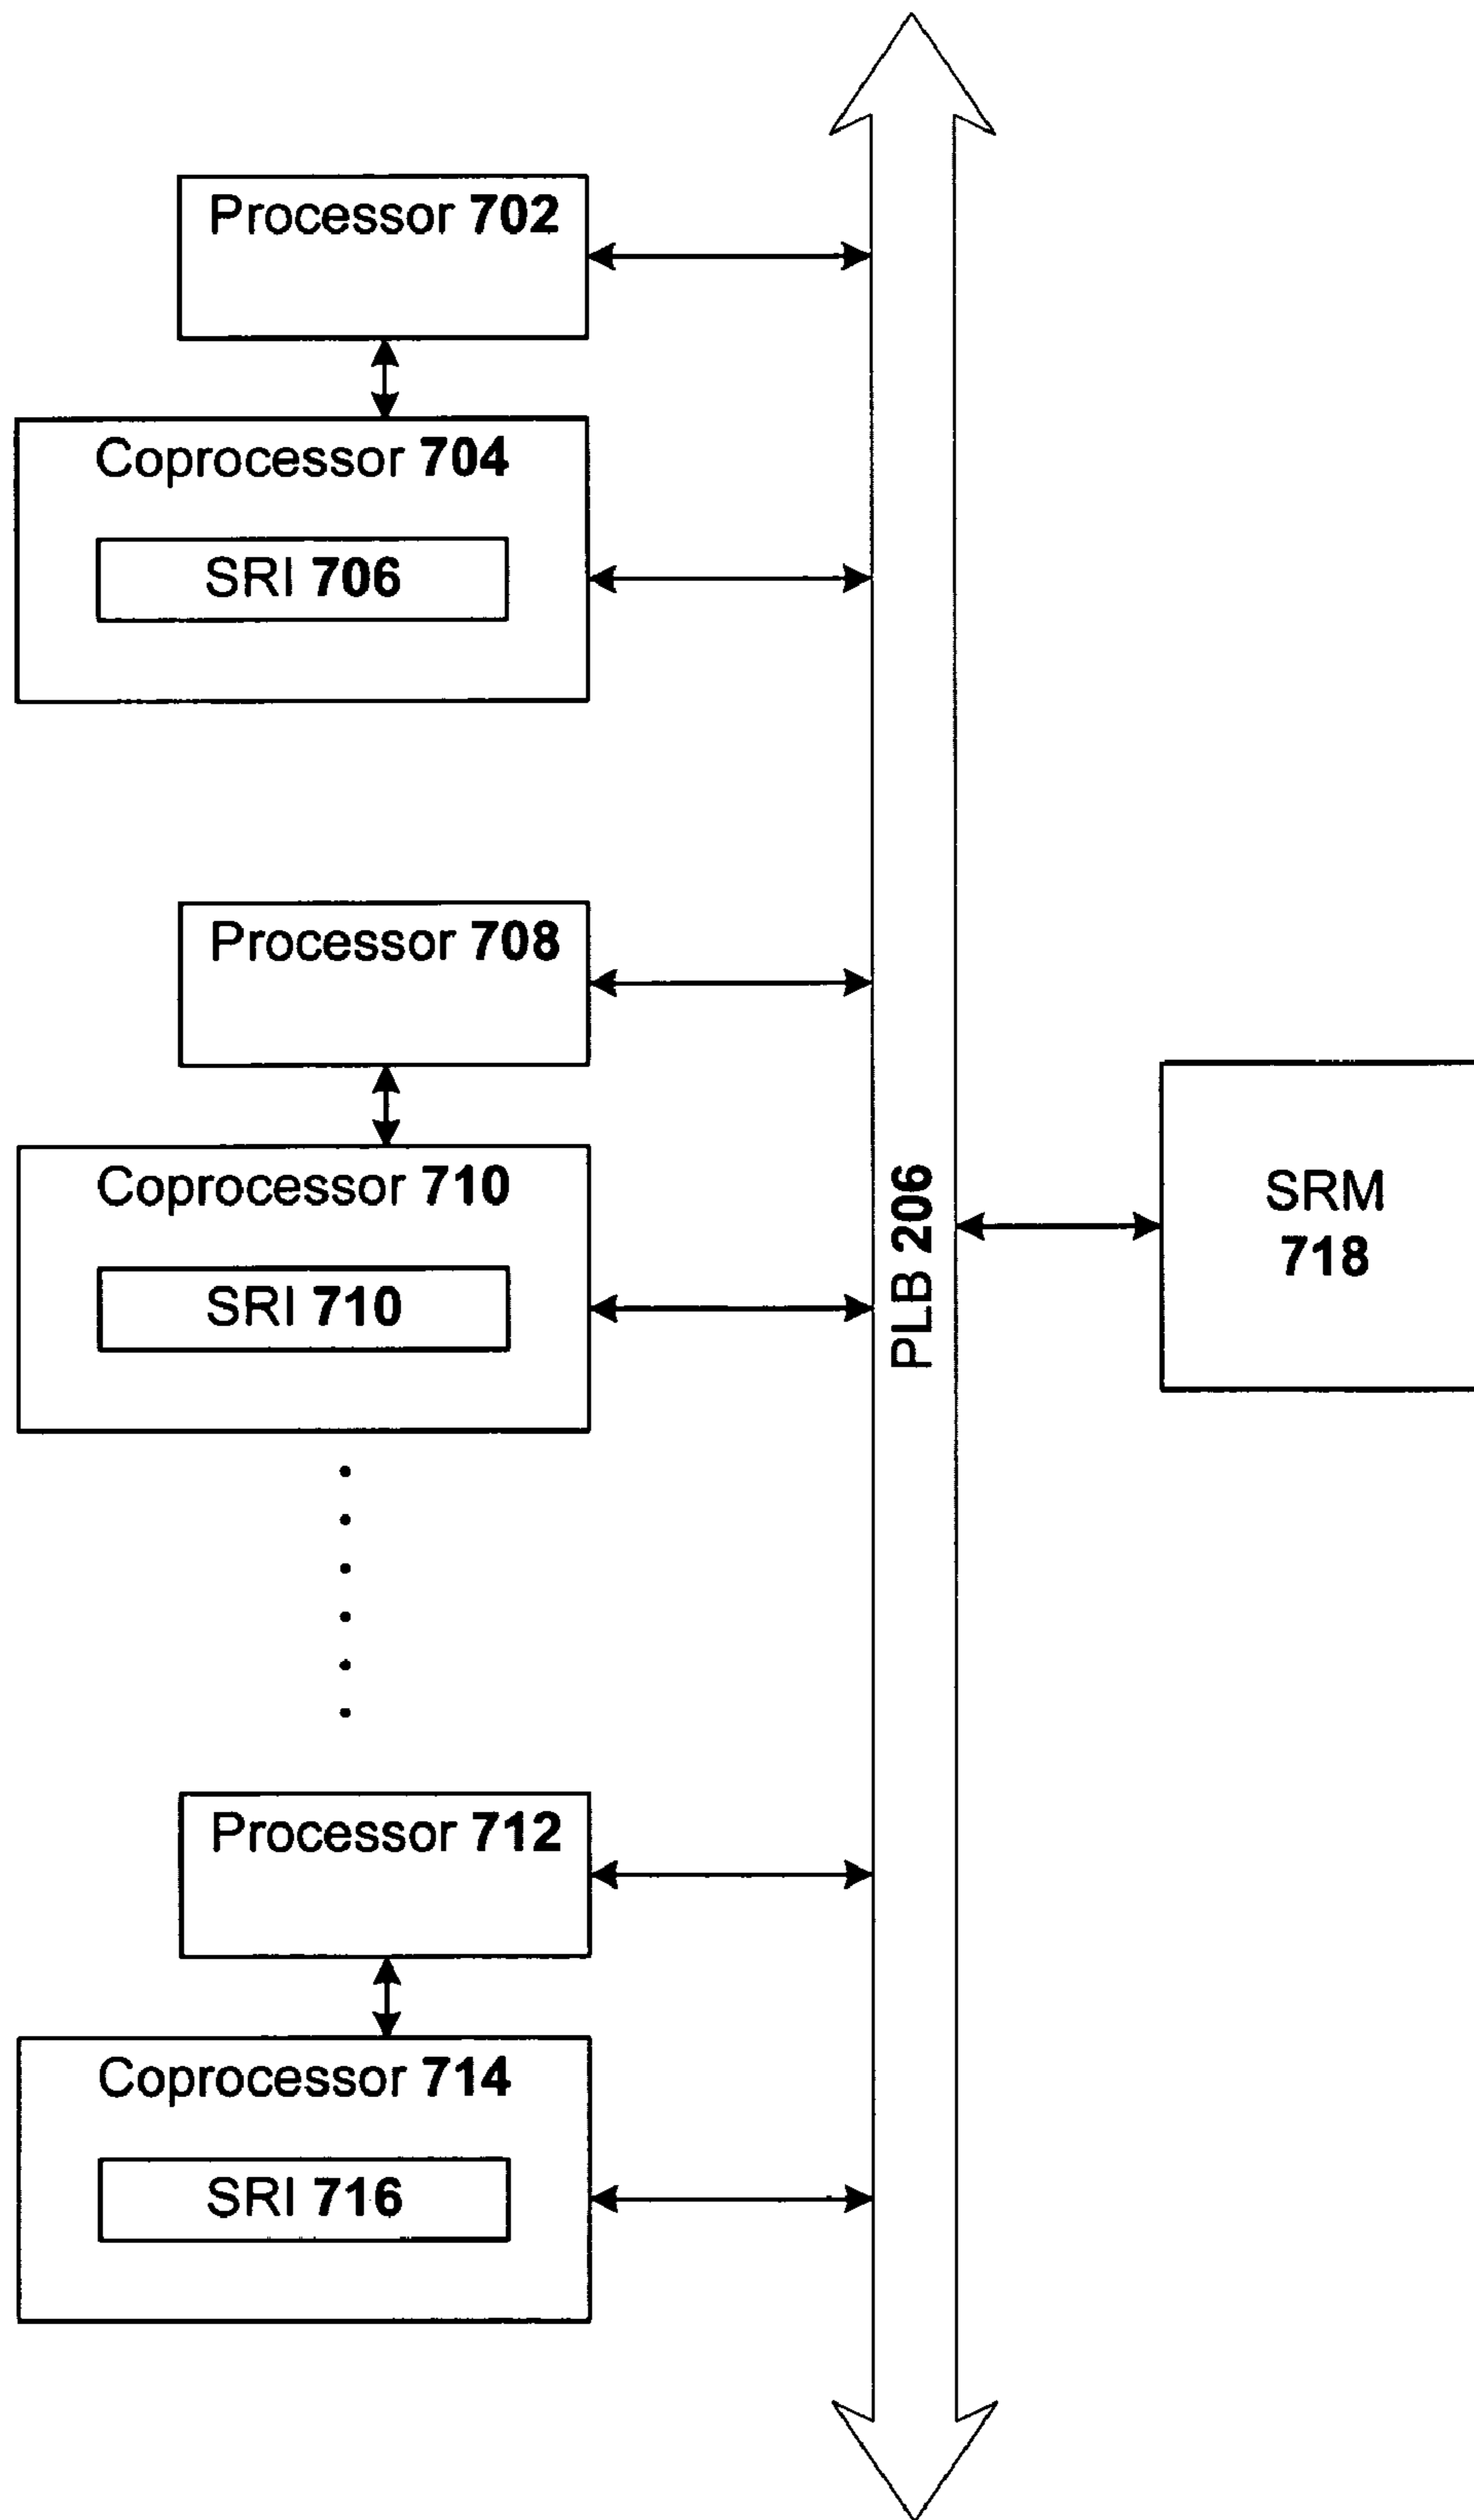 Processor 702
Coprocessor 704
SRI 706
Processor 708
Coprocessor 710
SRI 710
PLB 206
SRM
718
Processor 712
Coprocessor 714
SRI 716